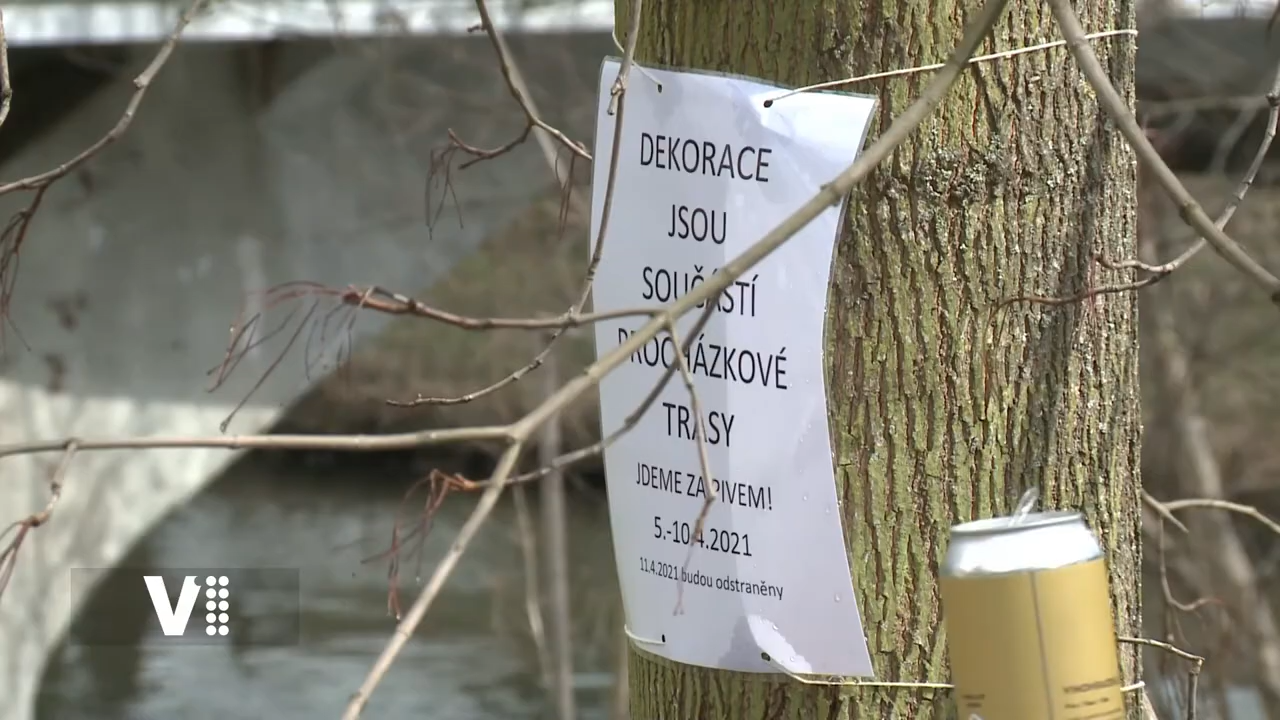 DEKORACE
JSOU
SOUČÁSTÍ
PROCHÁZKOVÉ
TRASY
JDEME ZA PIVEM!
5.-10.4.2021
11.4.2021 budou odstraněny
V